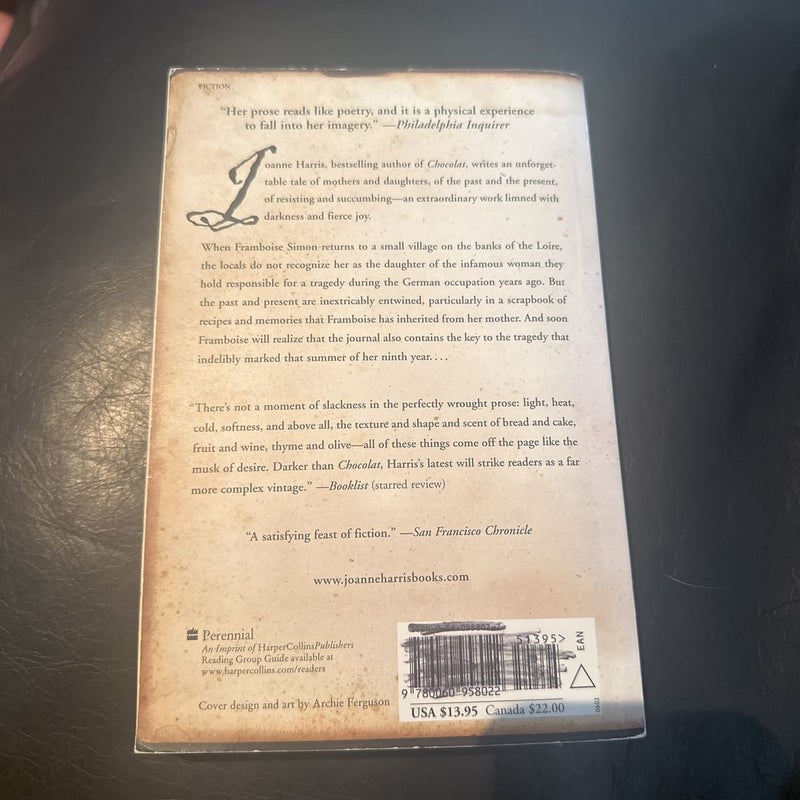 FICTION
“Her prose reads like poetry, and it is a physical experience
to fall into her imagery.” —Philadelphia Inquirer
Joanne Harris, bestselling author of Chocolat, writes an unforget-
table tale of mothers and daughters, of the past and the present,
of resisting and succumbing—an extraordinary work limned with
darkness and fierce joy.
When Framboise Simon returns to a small village on the banks of the Loire,
the locals do not recognize her as the daughter of the infamous woman they
hold responsible for a tragedy during the German occupation years ago. But
the past and present are inextricably entwined, particularly in a scrapbook of
recipes and memories that Framboise has inherited from her mother. And soon
Framboise will realize that the journal also contains the key to the tragedy that
indelibly marked that summer of her ninth year....
“There's not a moment of slackness in the perfectly wrought prose: light, heat,
cold, softness, and above all, the texture and shape and scent of bread and cake,
fruit and wine, thyme and olive—all of these things come off the page like the
musk of desire. Darker than Chocolat, Harris's latest will strike readers as a far
more complex vintage.” —Booklist (starred review)
“A satisfying feast of fiction.” —San Francisco Chronicle
www.joanneharrisbooks.com
Perennial
An Imprint of HarperCollinsPublishers
Reading Group Guide available at
www.harpercollins.com/readers
Cover design and art by Archie Ferguson
51395>
EAN
9 780060 958022
USA $13.95 Canada $22.00
0602